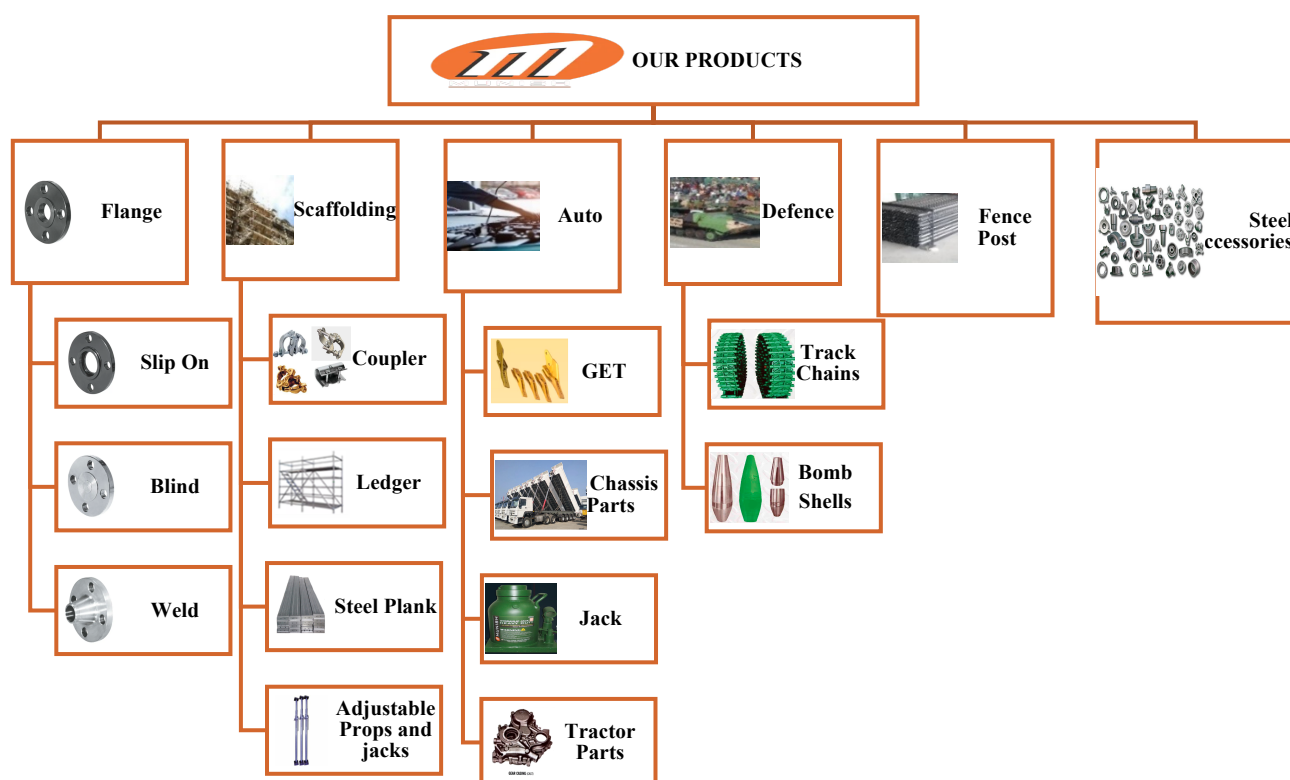 OUR PRODUCTS
Flange
Scaffolding
Auto
Defence
Fence
Post
Steel
ccessories
Slip On
Coupler
GET
Track
Chains
Blind
Ledger
Chassis
Parts
Bomb
Shells
Weld
Steel Plank
Jack
Adjustable
Props and
jacks
Tractor
Parts